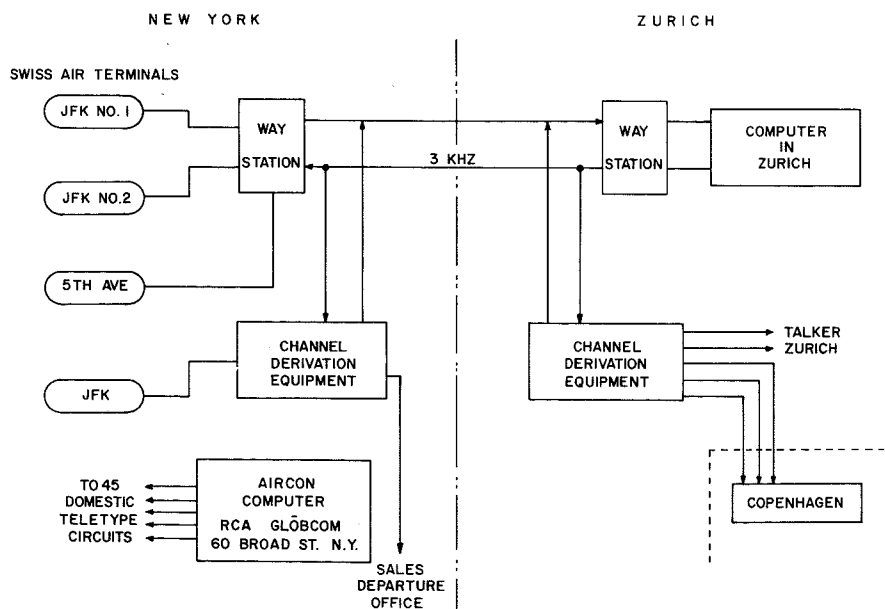 NEW YORK
ZURICH
SWISS AIR TERMINALS
JFK NO. 1
JFK NO. 2
5TH AVE
JFK
WAY
STATION
3 KHZ
WAY
STATION
COMPUTER
IN
ZURICH
CHANNEL
DERIVATION
EQUIPMENT
CHANNEL
DERIVATION
EQUIPMENT
TALKER
ZURICH
COPENHAGEN
TO 45
DOMESTIC
TELETYPE
CIRCUITS
AIRCON
COMPUTER
RCA GLŌBCOM
60 BROAD ST. N.Y.
SALES
DEPARTURE
OFFICE